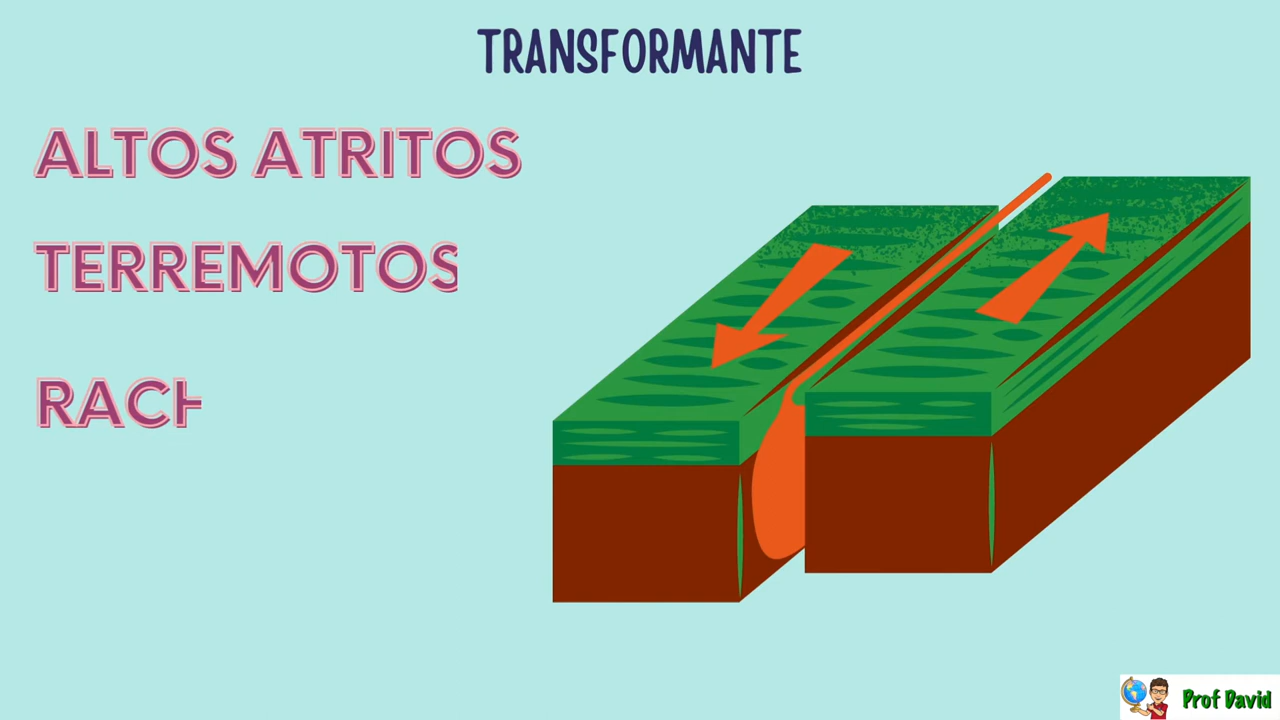 TRANSFORMANTE
ALTOS ATRITOS
TERREMOTOS
RACH
Prof David